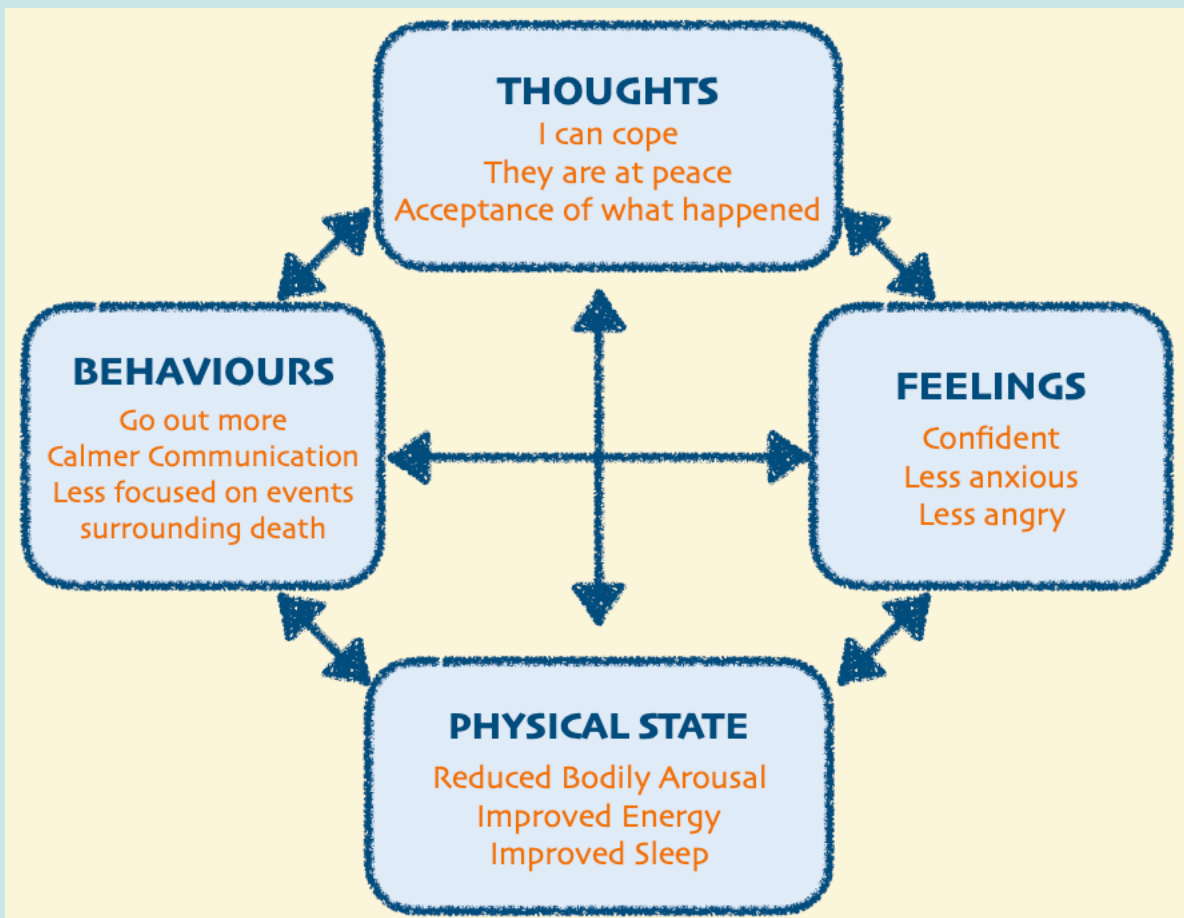 THOUGHTS
I can cope
They are at peace
Acceptance of what happened
BEHAVIOURS
Go out more
Calmer Communication
Less focused on events
surrounding death
FEELINGS
Confident
Less anxious
Less angry
PHYSICAL STATE
Reduced Bodily Arousal
Improved Energy
Improved Sleep